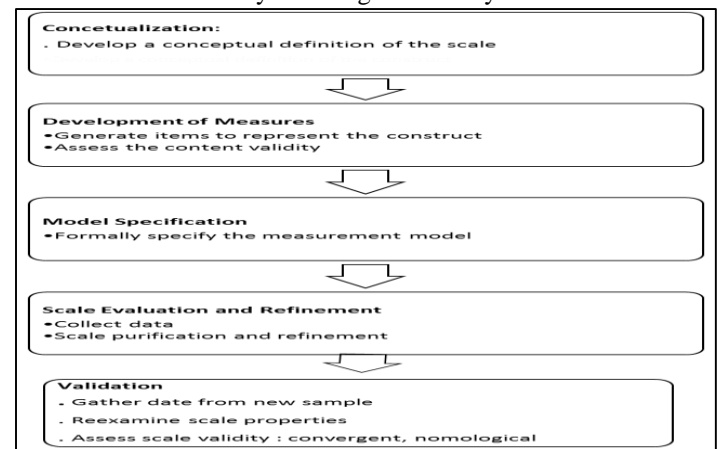 Concetualization:
. Develop a conceptual definition of the scale
Development of Measures
•Generate items to represent the construct
•Assess the content validity
Model Specification
•Formally specify the measurement model
Scale Evaluation and Refinement
•Collect data
•Scale purification and refinement
Validation
. Gather date from new sample
. Reexamine scale properties
. Assess scale validity : convergent, nomological